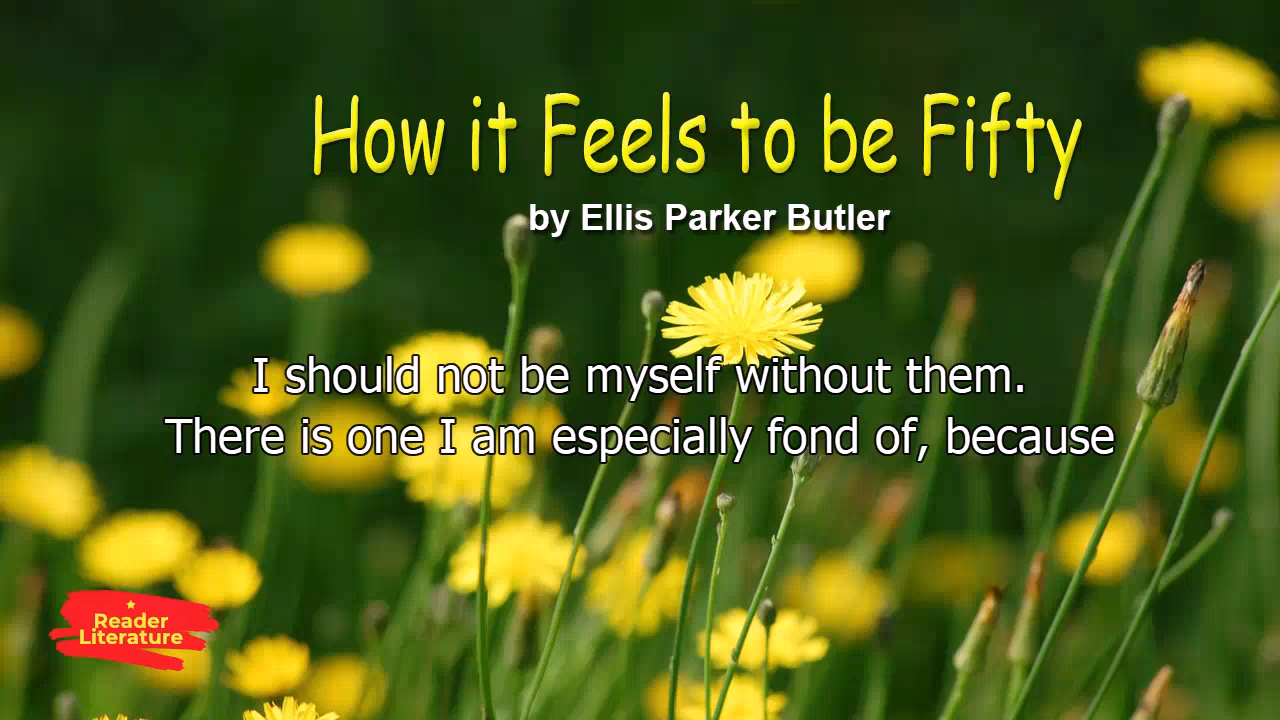 How it Feels to be Fifty
by Ellis Parker Butler
I should not be myself without them.
There is one I am especially fond of, because
Reader
Literature